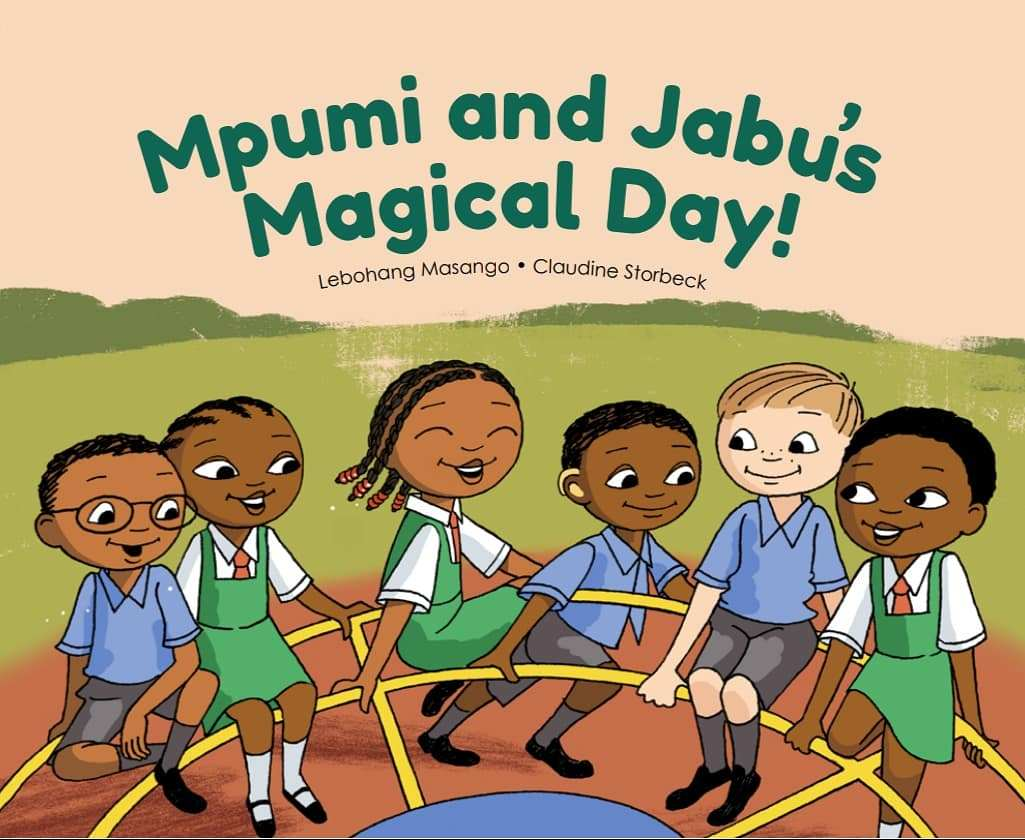 Mpumi and Jabu's
Magical Day!
Lebohang Masango • Claudine Storbeck